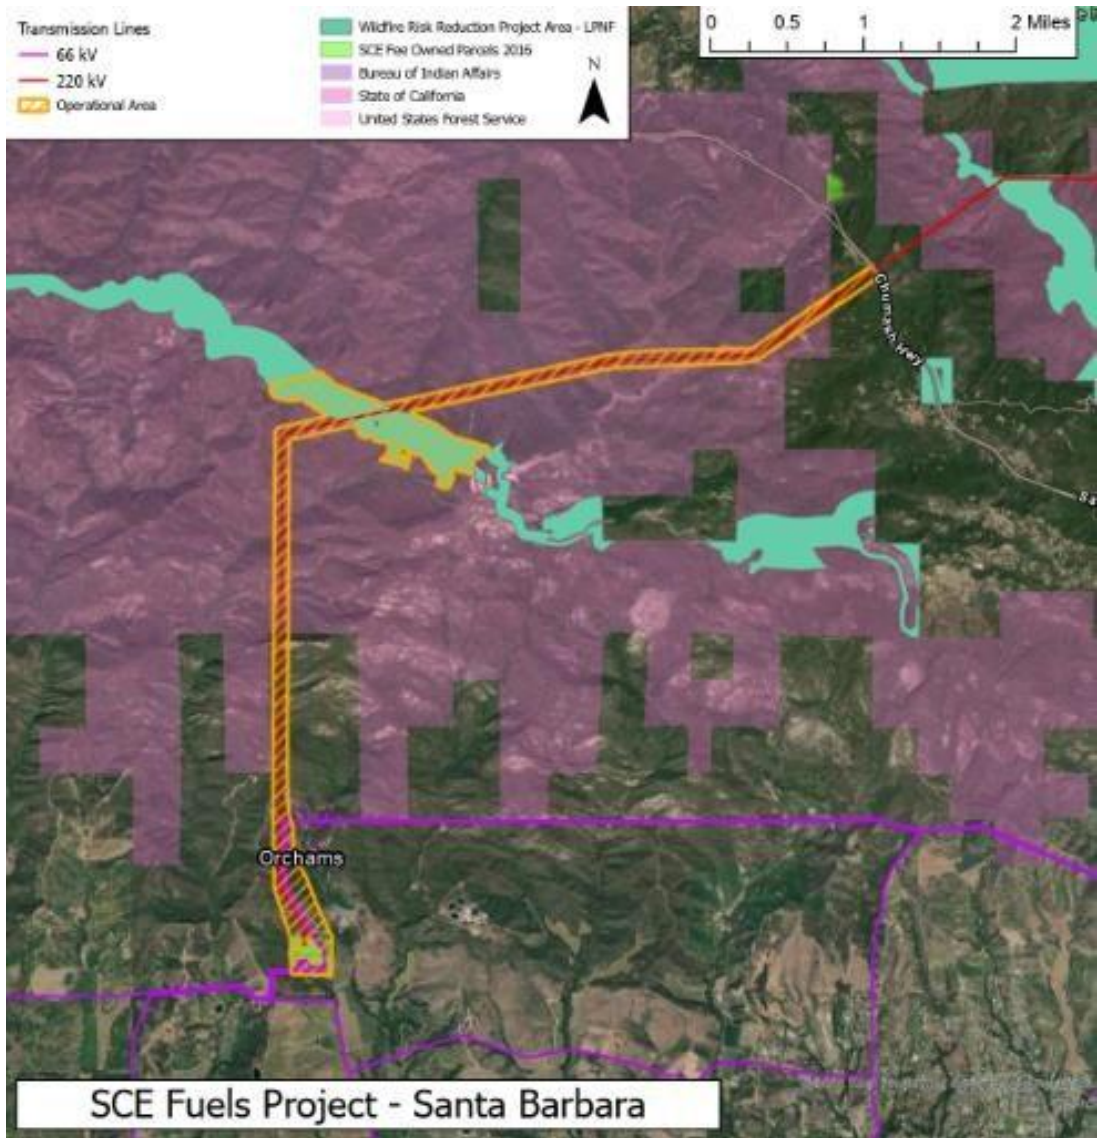 Transmission Lines
66 kV
220 kV
Operational Area
Wildfire Risk Reduction Project Area - LPNF
SCE Fee Owned Parcels 2016
Bureau of Indian Affairs
State of California
United States Forest Service
N
0 0.5 1 2 Miles
Chumash Hwy
Sa
Orchams
SCE Fuels Project - Santa Barbara